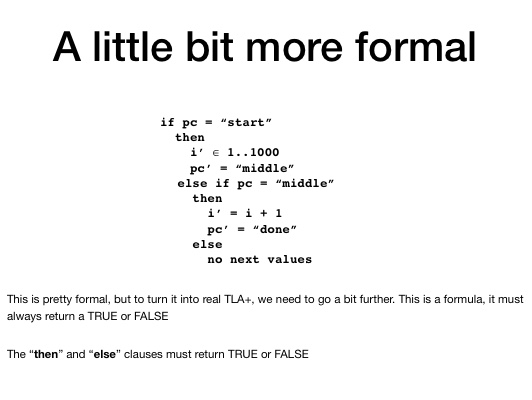 A little bit more formal
if pc = “start”
then
i’ ∈ 1..1000
pc’ = “middle”
else if pc = “middle”
then
i’ = i + 1
pc’ = “done”
else
no next values
This is pretty formal, but to turn it into real TLA+, we need to go a bit further. This is a formula, it must
always return a TRUE or FALSE
The “then” and “else” clauses must return TRUE or FALSE